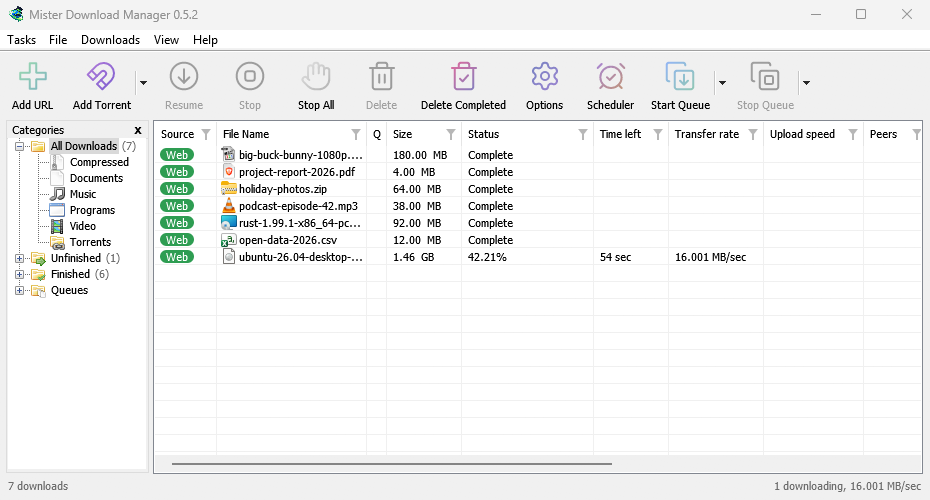 Mister Download Manager 0.5.2
Tasks File Downloads View Help
Add URL Add Torrent Resume Stop Stop All Delete Delete Completed Options Scheduler Start Queue Stop Queue
Categories x
All Downloads (7)
Compressed
Documents
Music
Programs
Video
Torrents
Unfinished (1)
Finished (6)
Queues
Source File Name Q Size Status Time left Transfer rate Upload speed Peers
Web big-buck-bunny-1080p.... 180.00 MB Complete
Web project-report-2026.pdf 4.00 MB Complete
Web holiday-photos.zip 64.00 MB Complete
Web podcast-episode-42.mp3 38.00 MB Complete
Web rust-1.99.1-x86_64-pc... 92.00 MB Complete
Web open-data-2026.csv 12.00 MB Complete
Web ubuntu-26.04-desktop-... 1.46 GB 42.21% 54 sec 16.001 MB/sec
7 downloads
1 downloading, 16.001 MB/sec